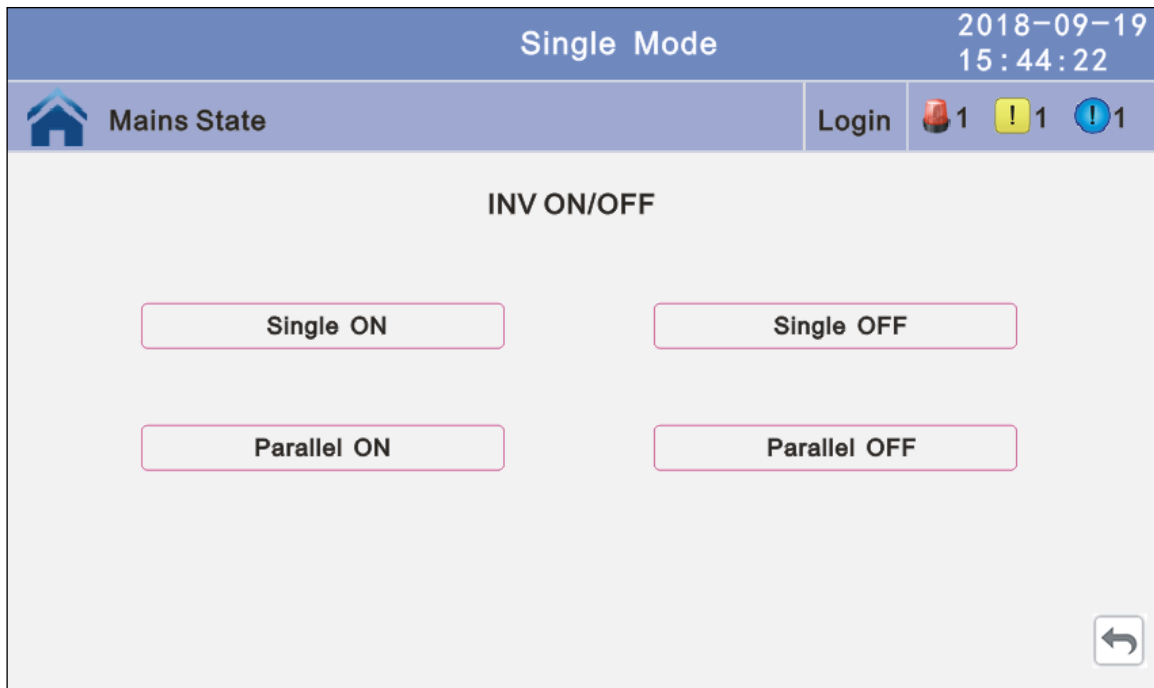 Single Mode
2018-09-19
15:44:22
Mains State
Login
1
! 1
! 1
INV ON/OFF
Single ON
Single OFF
Parallel ON
Parallel OFF